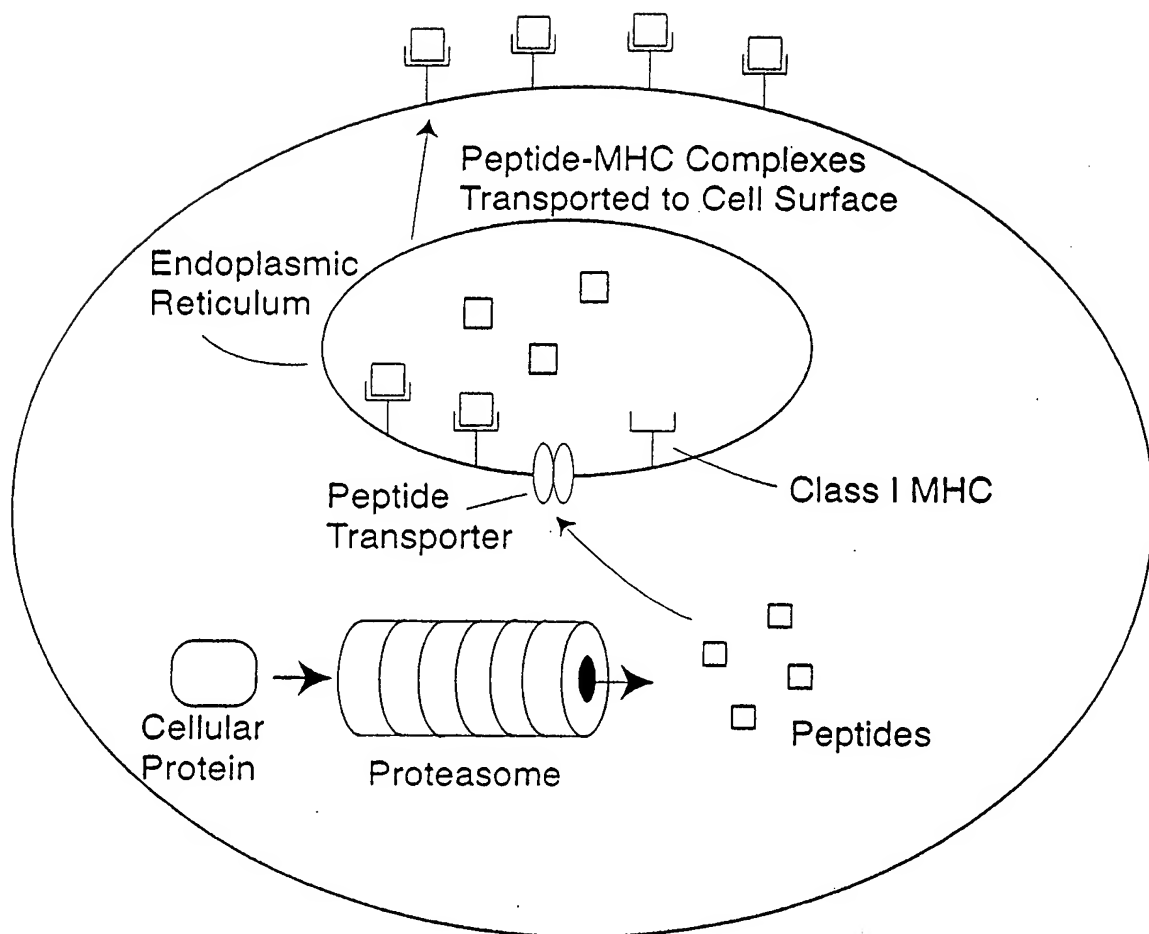 Peptide-MHC Complexes
Transported to Cell Surface
Endoplasmic
Reticulum
Class I MHC
Peptide
Transporter
Cellular
Protein
Proteasome
Peptides